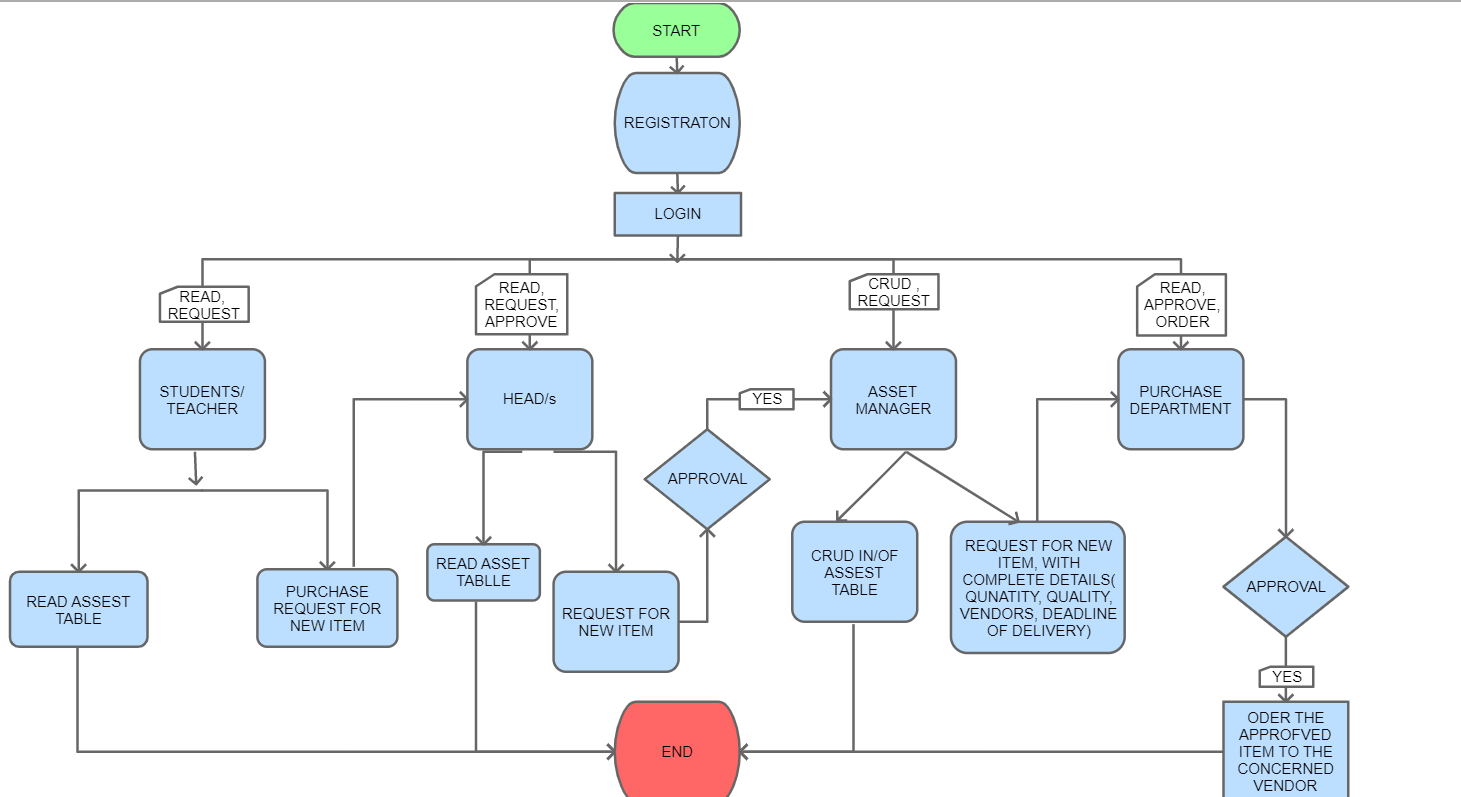 START
REGISTRATON
LOGIN
READ,
REQUEST
READ,
REQUEST,
APPROVE
CRUD ,
REQUEST
READ,
APPROVE,
ORDER
STUDENTS/
TEACHER
HEAD/s
YES
ASSET
MANAGER
PURCHASE
DEPARTMENT
APPROVAL
READ ASSEST
TABLE
PURCHASE
REQUEST FOR
NEW ITEM
READ ASSET
TABLLE
REQUEST FOR
NEW ITEM
CRUD IN/OF
ASSEST
TABLE
REQUEST FOR NEW
ITEM, WITH
COMPLETE DETAILS(
QUNATITY, QUALITY,
VENDORS, DEADLINE
OF DELIVERY)
APPROVAL
YES
END
ODER THE
APPROFVED
ITEM TO THE
CONCERNED
VENDOR